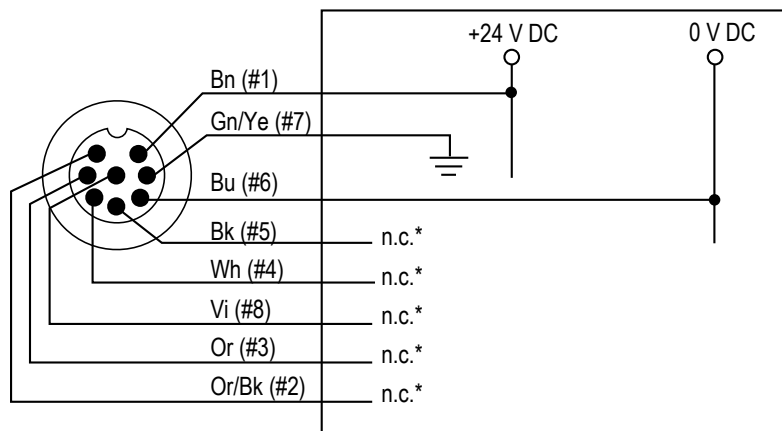 +24 V DC
0 V DC
Bn (#1)
Gn/Ye (#7)
Bu (#6)
Bk (#5)
n.c.*
Wh (#4)
n.c.*
Vi (#8)
n.c.*
Or (#3)
n.c.*
Or/Bk (#2)
n.c.*